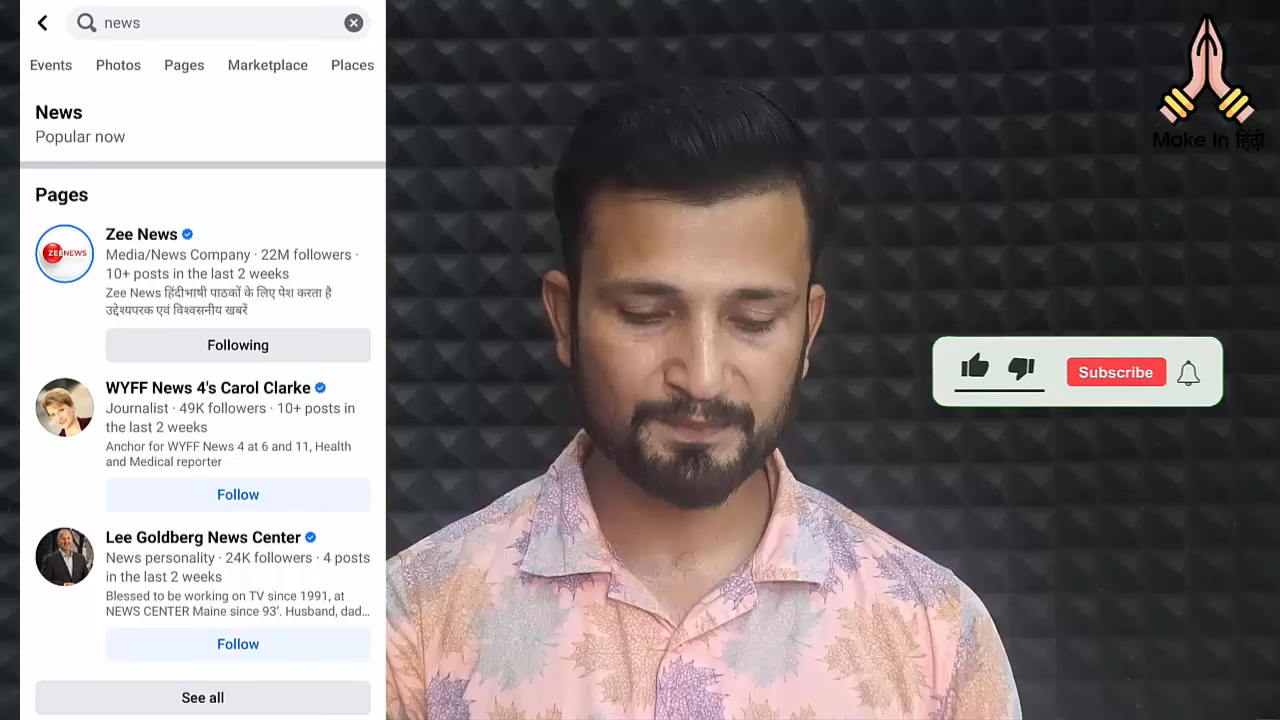 news
Events Photos Pages Marketplace Places
News
Popular now
Pages
ZEE NEWS
Zee News
Media/News Company · 22M followers ·
10+ posts in the last 2 weeks
Zee News हिंदीभाषी पाठकों के लिए पेश करता है
उद्देश्यपरक एवं विश्वसनीय खबरें
Following
WYFF News 4's Carol Clarke
Journalist · 49K followers · 10+ posts in
the last 2 weeks
Anchor for WYFF News 4 at 6 and 11, Health
and Medical reporter
Follow
Lee Goldberg News Center
News personality · 24K followers · 4 posts
in the last 2 weeks
Blessed to be working on TV since 1991, at
NEWS CENTER Maine since 93'. Husband, dad...
Follow
See all
Make In हिंदी
Subscribe